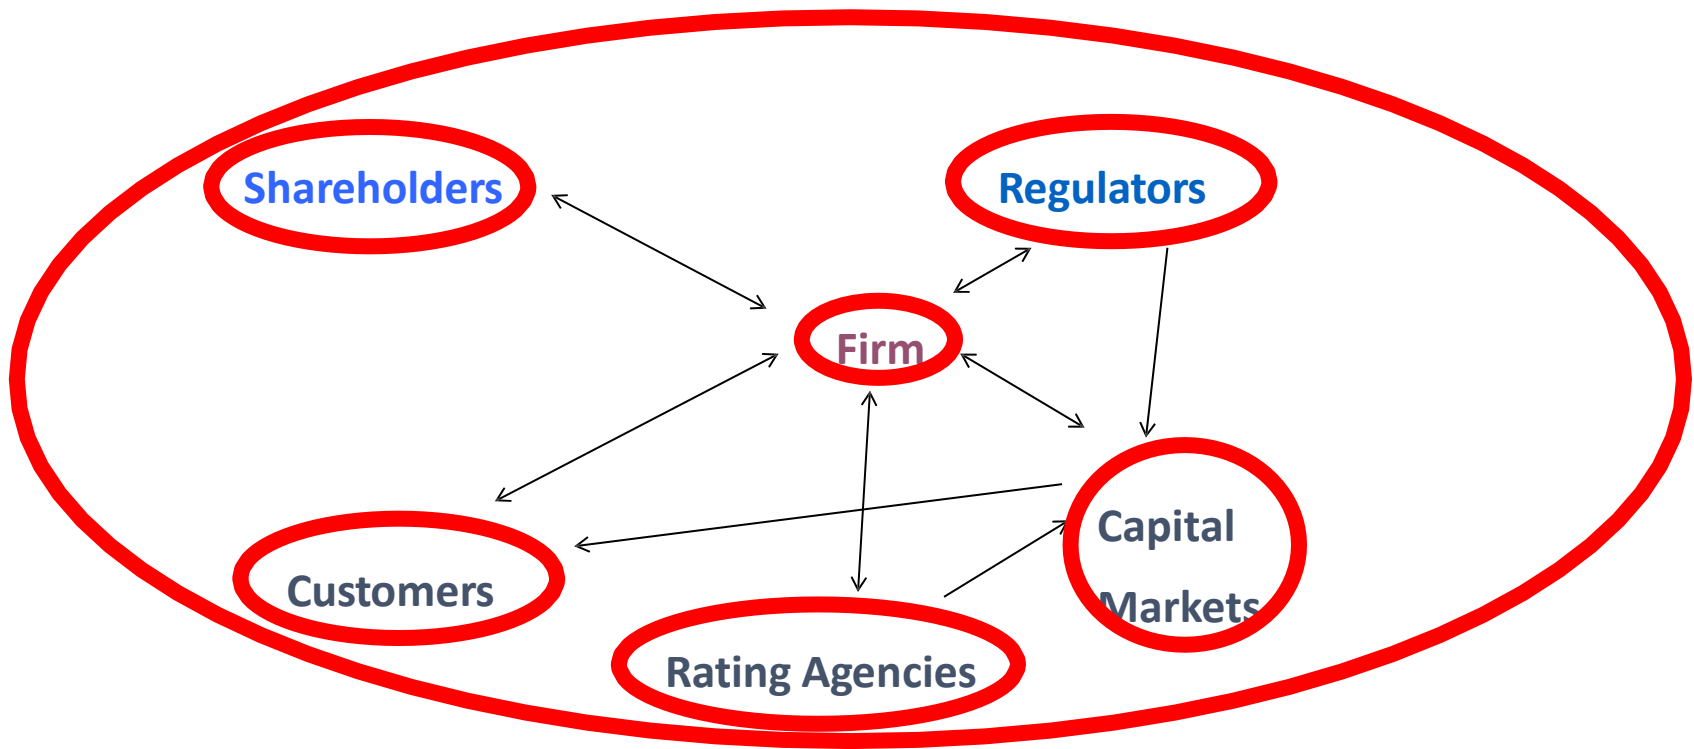 Shareholders
Regulators
Firm
Capital
Markets
Customers
Rating Agencies